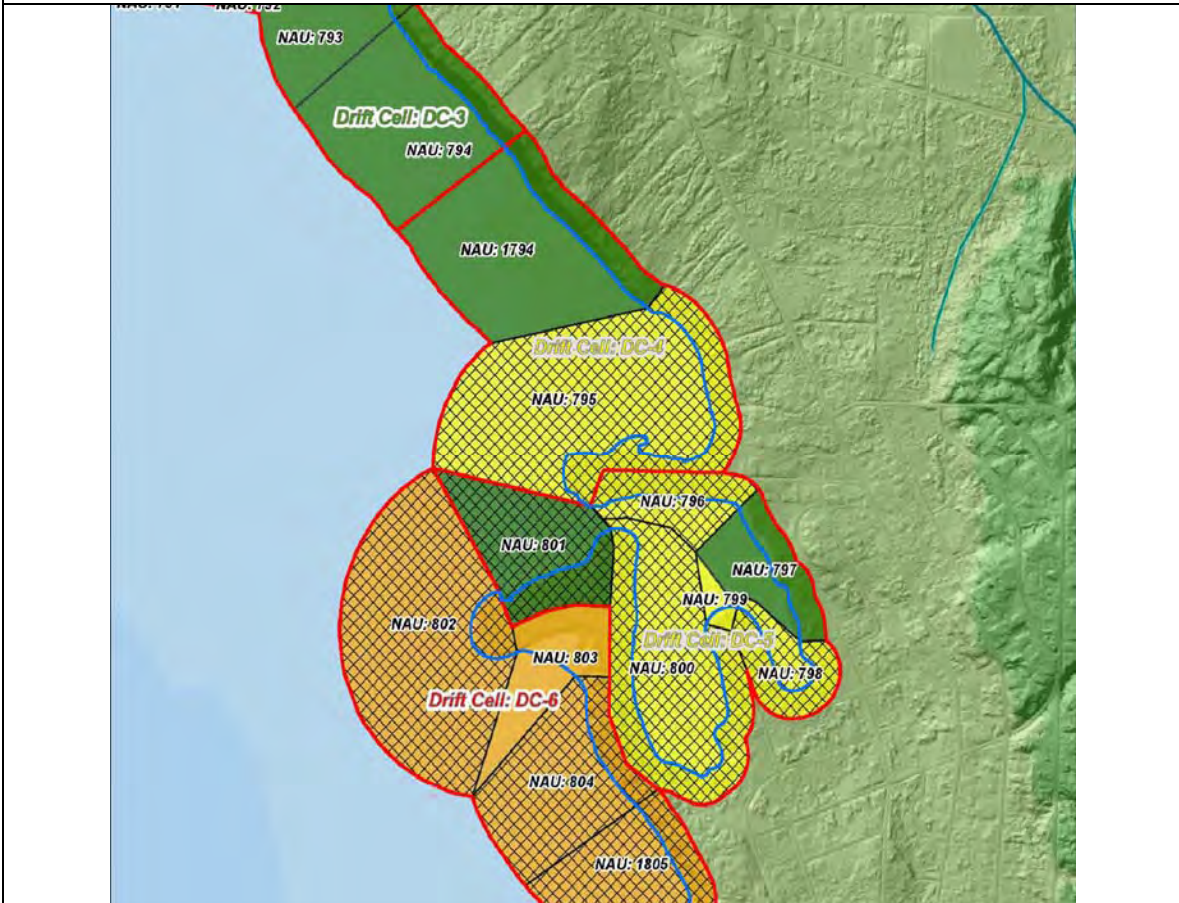 NAU: 792
NAU: 793
Drift Cell: DC-3
NAU: 794
NAU: 1794
Drift Cell: DC-4
NAU: 795
NAU: 796
NAU: 801
NAU: 797
NAU: 799
NAU: 802
Drift Cell: DC-5
NAU: 803
NAU: 800
NAU: 798
Drift Cell: DC-6
NAU: 804
NAU: 1805